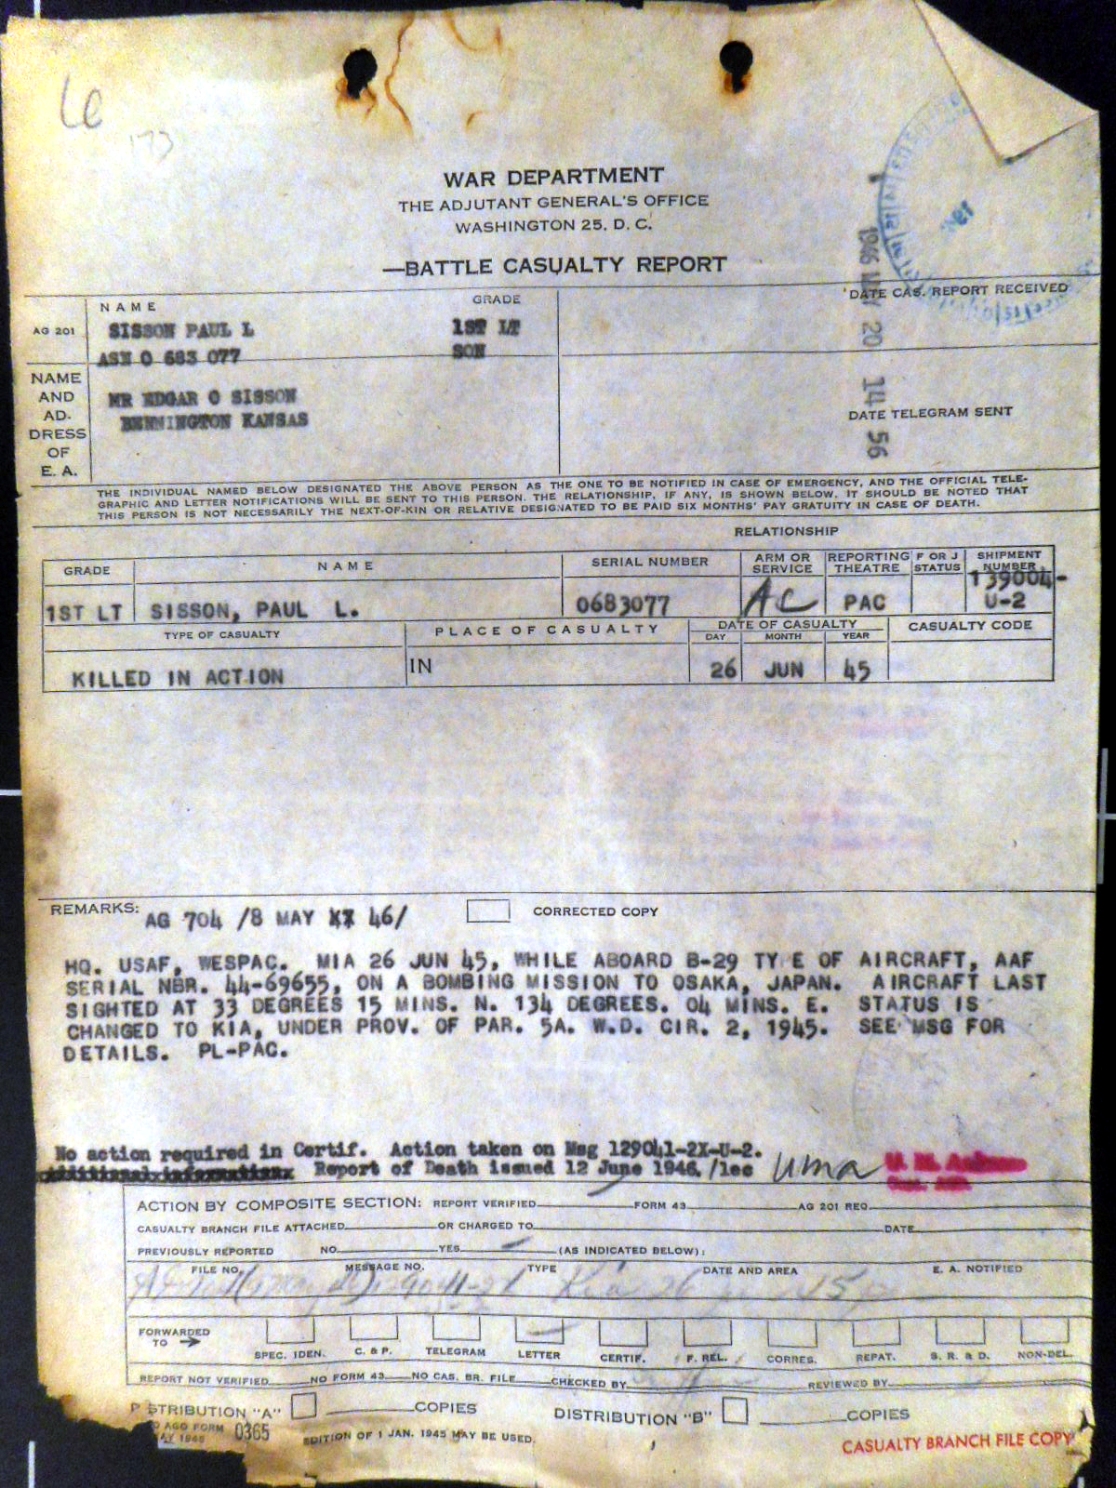 173
WAR DEPARTMENT
THE ADJUTANT GENERAL'S OFFICE
WASHINGTON 25, D. C.
—BATTLE CASUALTY REPORT
1946 MAY 20 14 56
DATE CAS. REPORT RECEIVED
NAME GRADE
AG 201 SISSON PAUL L 1ST LT
ASN O 683 077 SON
NAME AND AD- DRESS OF E. A.
MR EDGAR O SISSON
BENNINGTON KANSAS
DATE TELEGRAM SENT
THE INDIVIDUAL NAMED BELOW DESIGNATED THE ABOVE PERSON AS THE ONE TO BE NOTIFIED IN CASE OF EMERGENCY, AND THE OFFICIAL TELE-
GRAPHIC AND LETTER NOTIFICATIONS WILL BE SENT TO THIS PERSON. THE RELATIONSHIP, IF ANY, IS SHOWN BELOW. IT SHOULD BE NOTED THAT
THIS PERSON IS NOT NECESSARILY THE NEXT-OF-KIN OR RELATIVE DESIGNATED TO BE PAID SIX MONTHS' PAY GRATUITY IN CASE OF DEATH.
RELATIONSHIP
GRADE NAME SERIAL NUMBER ARM OR SERVICE REPORTING THEATRE F OR J STATUS SHIPMENT NUMBER
139004-
1ST LT SISSON, PAUL L. 0683077 AC PAC U-2
TYPE OF CASUALTY PLACE OF CASUALTY DATE OF CASUALTY CASUALTY CODE
DAY MONTH YEAR
KILLED IN ACTION IN 26 JUN 45
REMARKS: AG 704 /8 MAY XX 46/ CORRECTED COPY
HQ. USAF, WESPAC. MIA 26 JUN 45, WHILE ABOARD B-29 TY E OF AIRCRAFT, AAF
SERIAL NBR. 44-69655, ON A BOMBING MISSION TO OSAKA, JAPAN. AIRCRAFT LAST
SIGHTED AT 33 DEGREES 15 MINS. N. 134 DEGREES. 04 MINS. E. STATUS IS
CHANGED TO KIA, UNDER PROV. OF PAR. 5A. W.D. CIR. 2, 1945. SEE MSG FOR
DETAILS. PL-PAC.
No action required in Certif. Action taken on Msg 129041-2X-U-2.
Report of Death issued 12 June 1946./lec uma
ACTION BY COMPOSITE SECTION: REPORT VERIFIED FORM 43 AG 201 REQ.
CASUALTY BRANCH FILE ATTACHED OR CHARGED TO DATE
PREVIOUSLY REPORTED NO YES (AS INDICATED BELOW):
FILE NO. MESSAGE NO. TYPE DATE AND AREA E. A. NOTIFIED
Kia 26
FORWARDED TO →
SPEC. IDEN. C. & P. TELEGRAM LETTER CERTIF. F. REL. CORRES. REPAT. S. R. & D. NON-DEL.
REPORT NOT VERIFIED NO FORM 43 NO CAS. BR. FILE CHECKED BY REVIEWED BY
D STRIBUTION "A" COPIES DISTRIBUTION "B" COPIES
AGO FORM 0365
MAY 1945 EDITION OF 1 JAN. 1945 MAY BE USED.
CASUALTY BRANCH FILE COPY